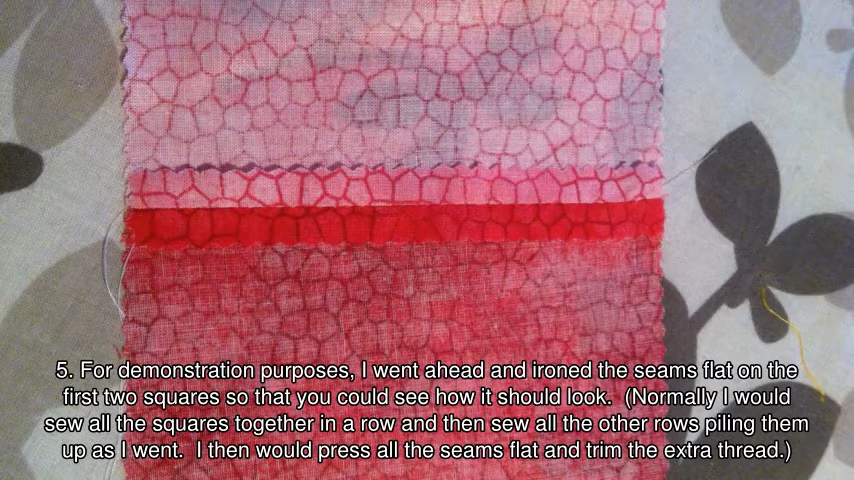 5. For demonstration purposes, I went ahead and ironed the seams flat on the
first two squares so that you could see how it should look.  (Normally I would
sew all the squares together in a row and then sew all the other rows piling them
up as I went.  I then would press all the seams flat and trim the extra thread.)